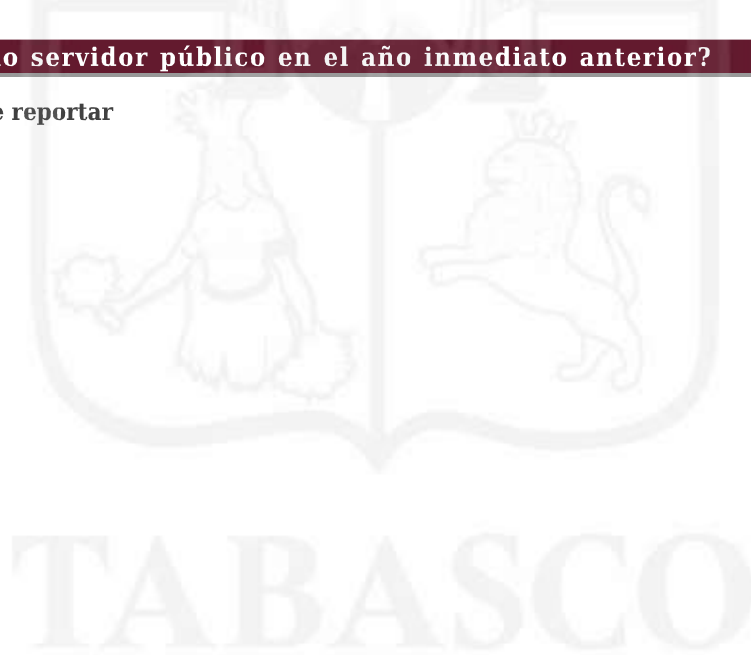 o servidor público en el año inmediato anterior?
e reportar
TABASCO